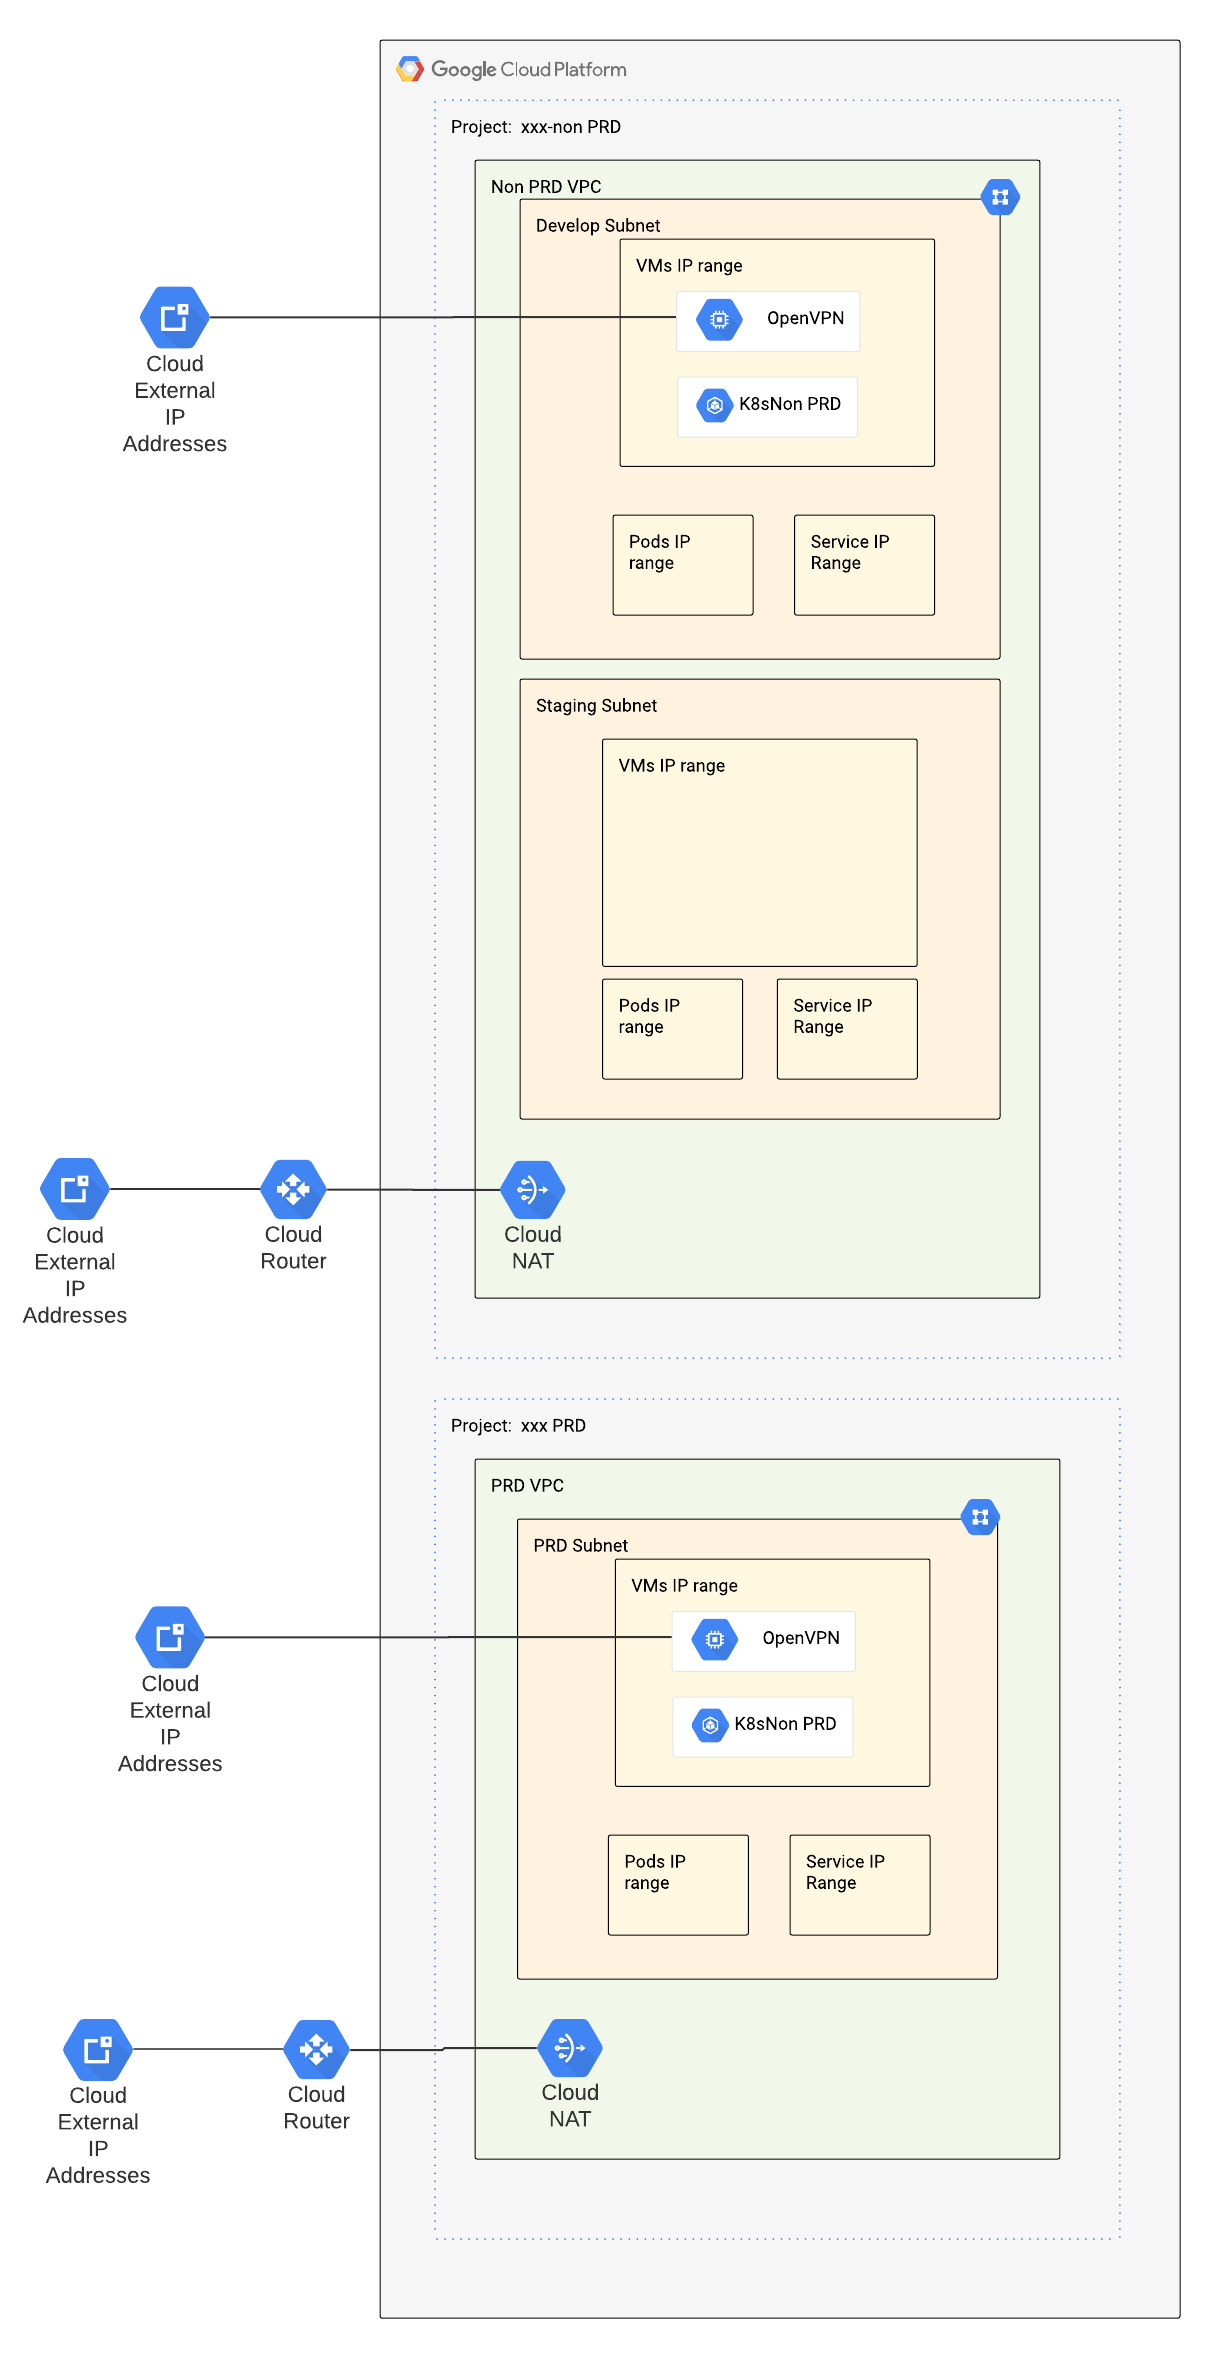 Google Cloud Platform
Project:  xxx-non PRD
Non PRD VPC
Develop Subnet
VMs IP range
OpenVPN
K8sNon PRD
Cloud
External
IP
Addresses
Pods IP
range
Service IP
Range
Staging Subnet
VMs IP range
Pods IP
range
Service IP
Range
Cloud
External
IP
Addresses
Cloud
Router
Cloud
NAT
Project:  xxx PRD
PRD VPC
PRD Subnet
VMs IP range
OpenVPN
K8sNon PRD
Cloud
External
IP
Addresses
Pods IP
range
Service IP
Range
Cloud
External
IP
Addresses
Cloud
Router
Cloud
NAT